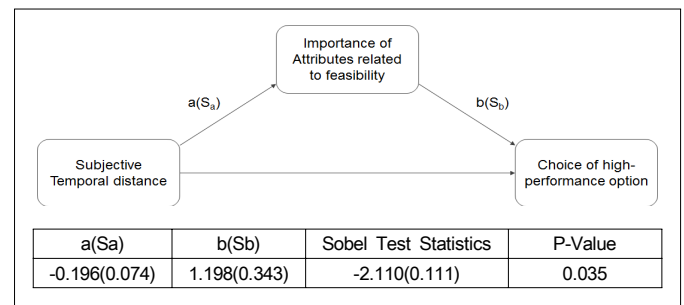 Importance of
Attributes related
to feasibility
a(Sa)
b(Sb)
Subjective
Temporal distance
Choice of high-
performance option
a(Sa) b(Sb) Sobel Test Statistics P-Value
-0.196(0.074) 1.198(0.343) -2.110(0.111) 0.035